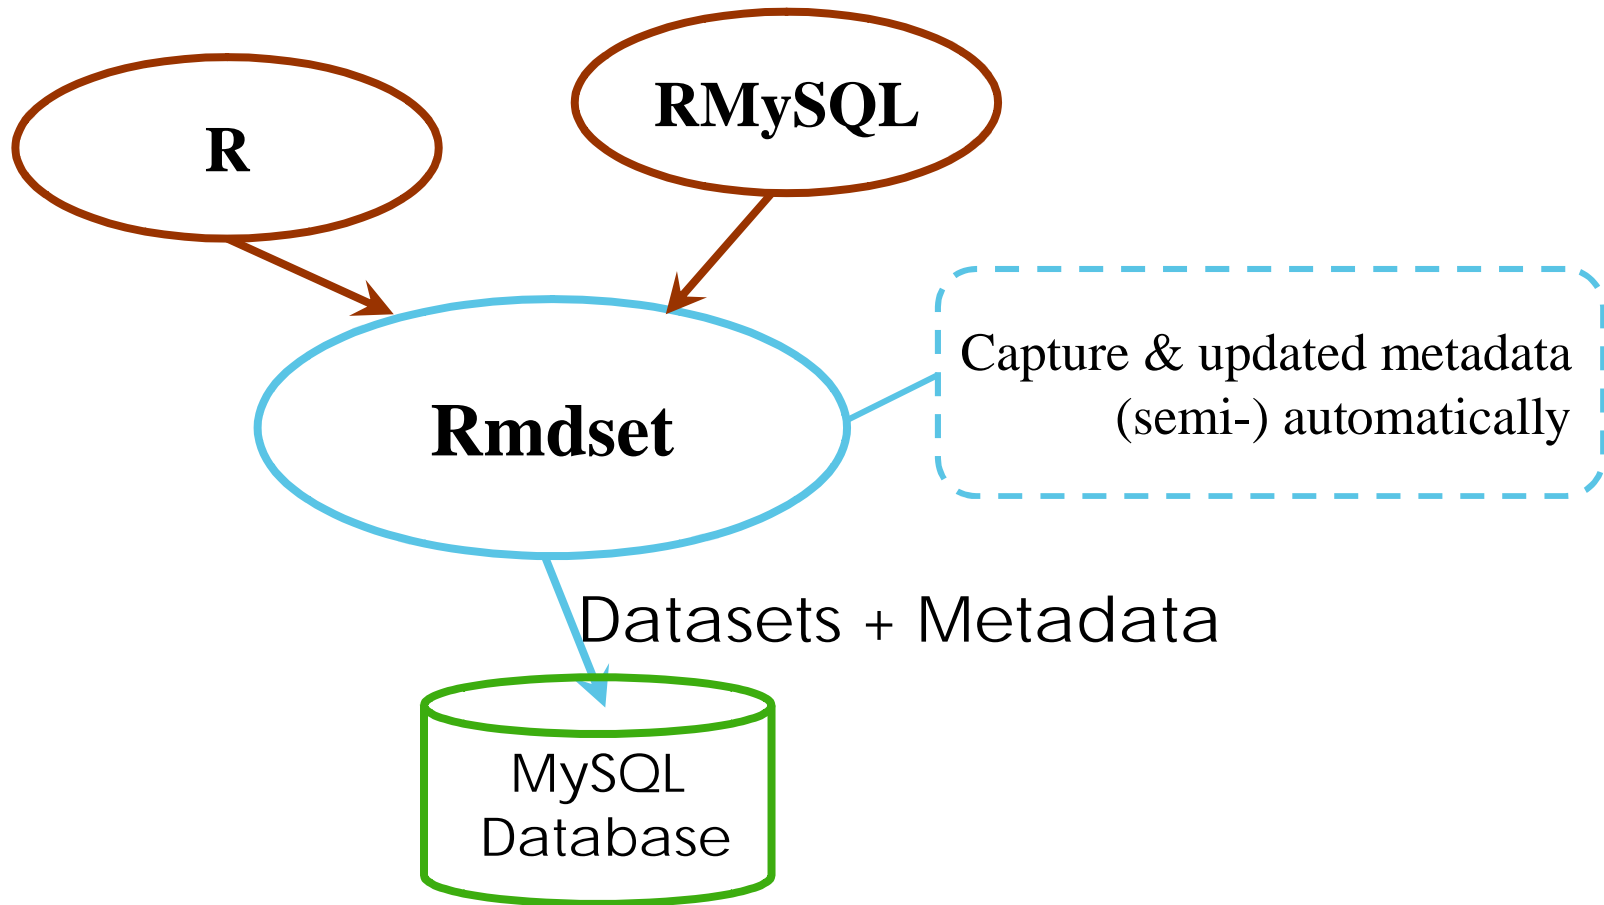 RMySQL
R
Capture & updated metadata
(semi-) automatically
Rmdset
Datasets + Metadata
MySQL
Database